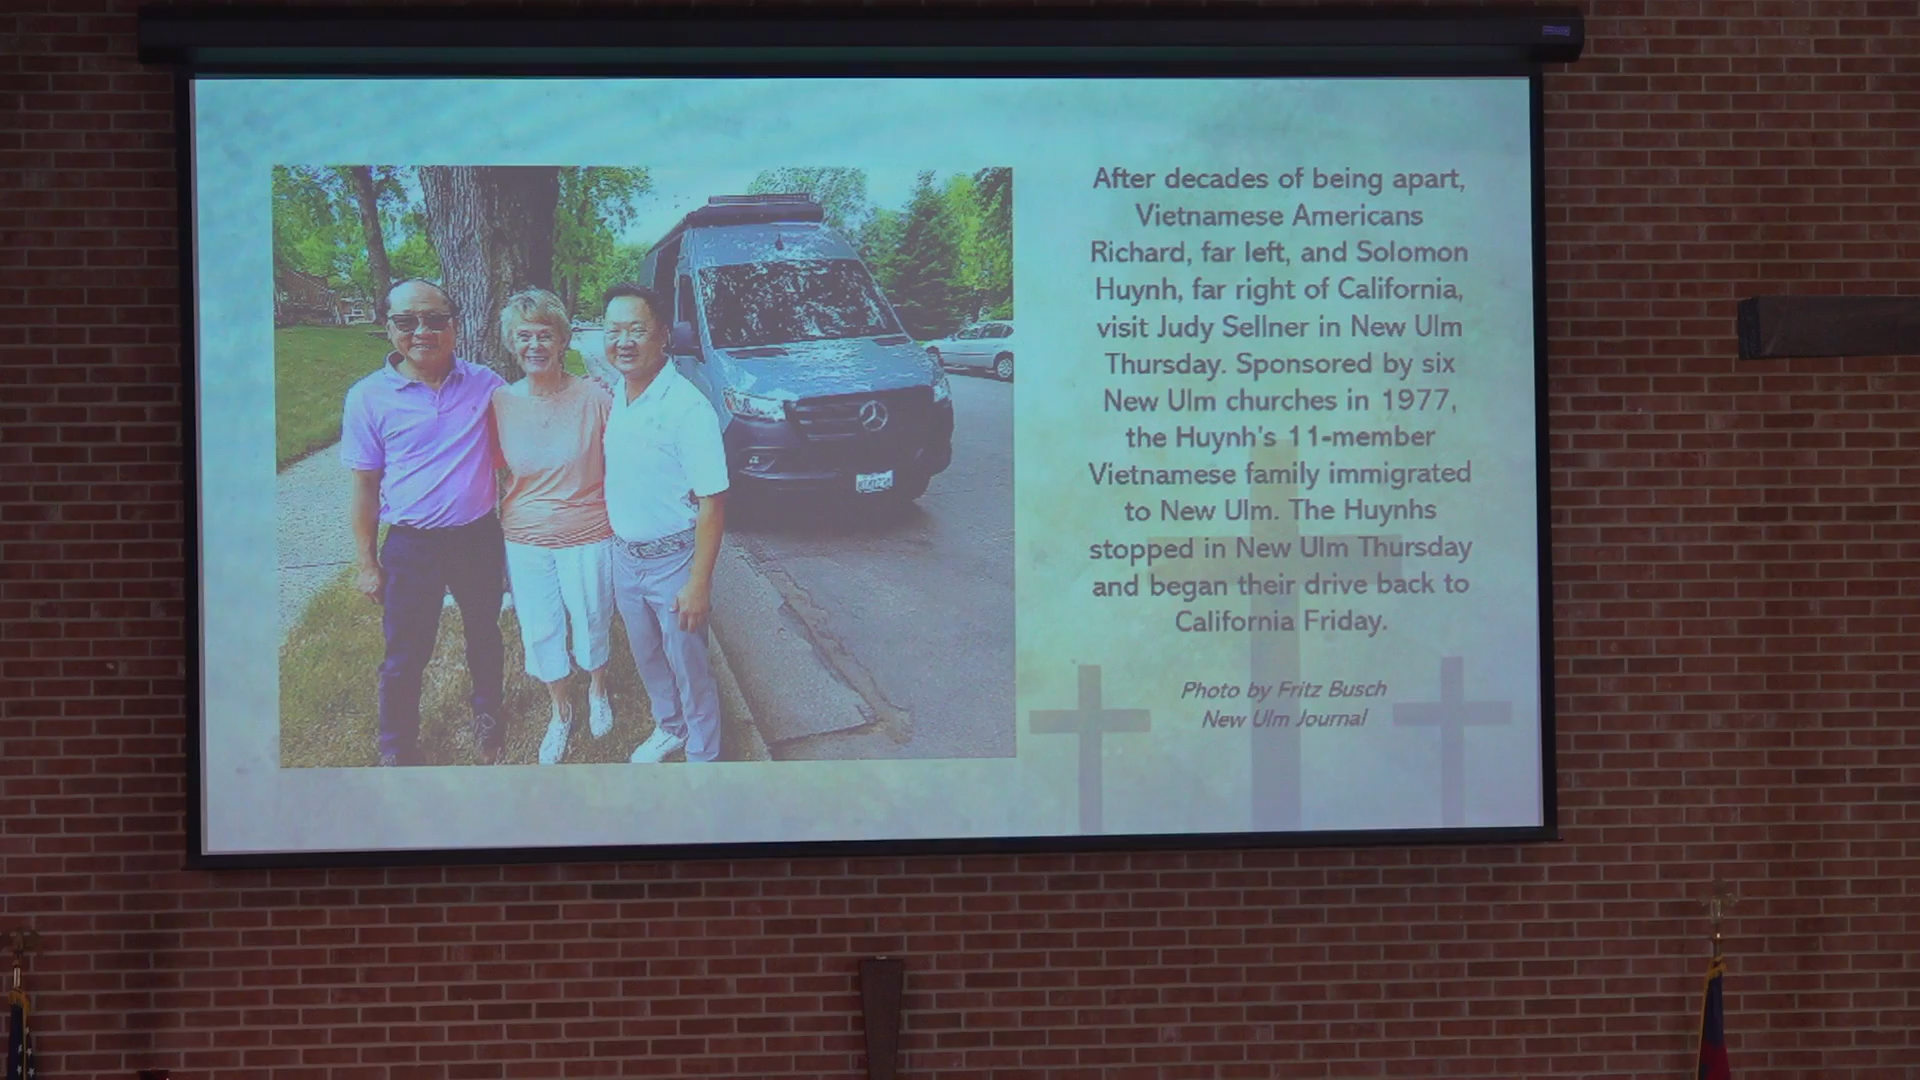 After decades of being apart,
Vietnamese Americans
Richard, far left, and Solomon
Huynh, far right of California,
visit Judy Sellner in New Ulm
Thursday. Sponsored by six
New Ulm churches in 1977,
the Huynh's 11-member
Vietnamese family immigrated
to New Ulm. The Huynhs
stopped in New Ulm Thursday
and began their drive back to
California Friday.
Photo by Fritz Busch
New Ulm Journal